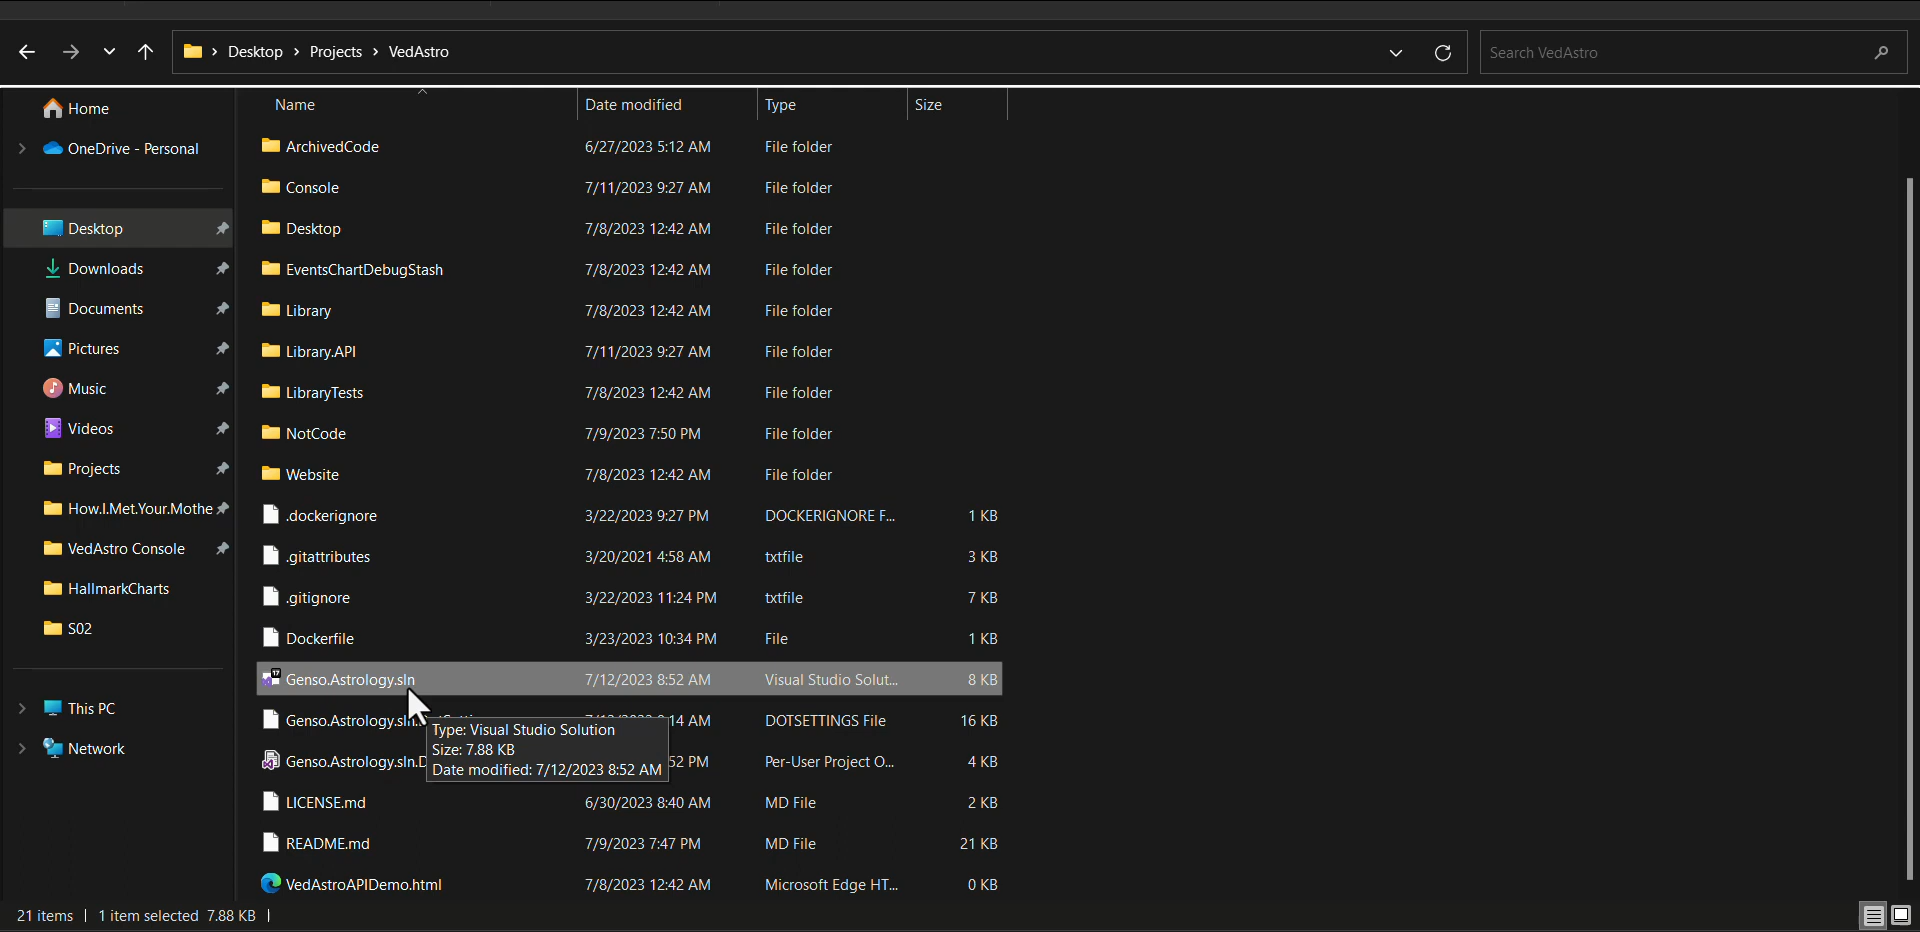 Desktop > Projects > VedAstro
Search VedAstro
Home
OneDrive - Personal
Desktop
Downloads
Documents
Pictures
Music
Videos
Projects
How.I.Met.Your.Mothe
VedAstro Console
HallmarkCharts
S02
This PC
Network
Name Date modified Type Size
ArchivedCode 6/27/2023 5:12 AM File folder
Console 7/11/2023 9:27 AM File folder
Desktop 7/8/2023 12:42 AM File folder
EventsChartDebugStash 7/8/2023 12:42 AM File folder
Library 7/8/2023 12:42 AM File folder
Library.API 7/11/2023 9:27 AM File folder
LibraryTests 7/8/2023 12:42 AM File folder
NotCode 7/9/2023 7:50 PM File folder
Website 7/8/2023 12:42 AM File folder
.dockerignore 3/22/2023 9:27 PM DOCKERIGNORE F... 1 KB
.gitattributes 3/20/2021 4:58 AM txtfile 3 KB
.gitignore 3/22/2023 11:24 PM txtfile 7 KB
Dockerfile 3/23/2023 10:34 PM File 1 KB
Genso.Astrology.sln 7/12/2023 8:52 AM Visual Studio Solut... 8 KB
Genso.Astrology.sln. 14 AM DOTSETTINGS File 16 KB
Genso.Astrology.sln.D 52 PM Per-User Project O... 4 KB
LICENSE.md 6/30/2023 8:40 AM MD File 2 KB
README.md 7/9/2023 7:47 PM MD File 21 KB
VedAstroAPIDemo.html 7/8/2023 12:42 AM Microsoft Edge HT... 0 KB
Type: Visual Studio Solution
Size: 7.88 KB
Date modified: 7/12/2023 8:52 AM
21 items | 1 item selected 7.88 KB |